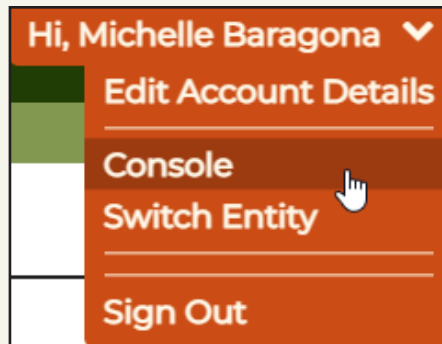 Hi, Michelle Baragona
Edit Account Details
Console
Switch Entity
Sign Out